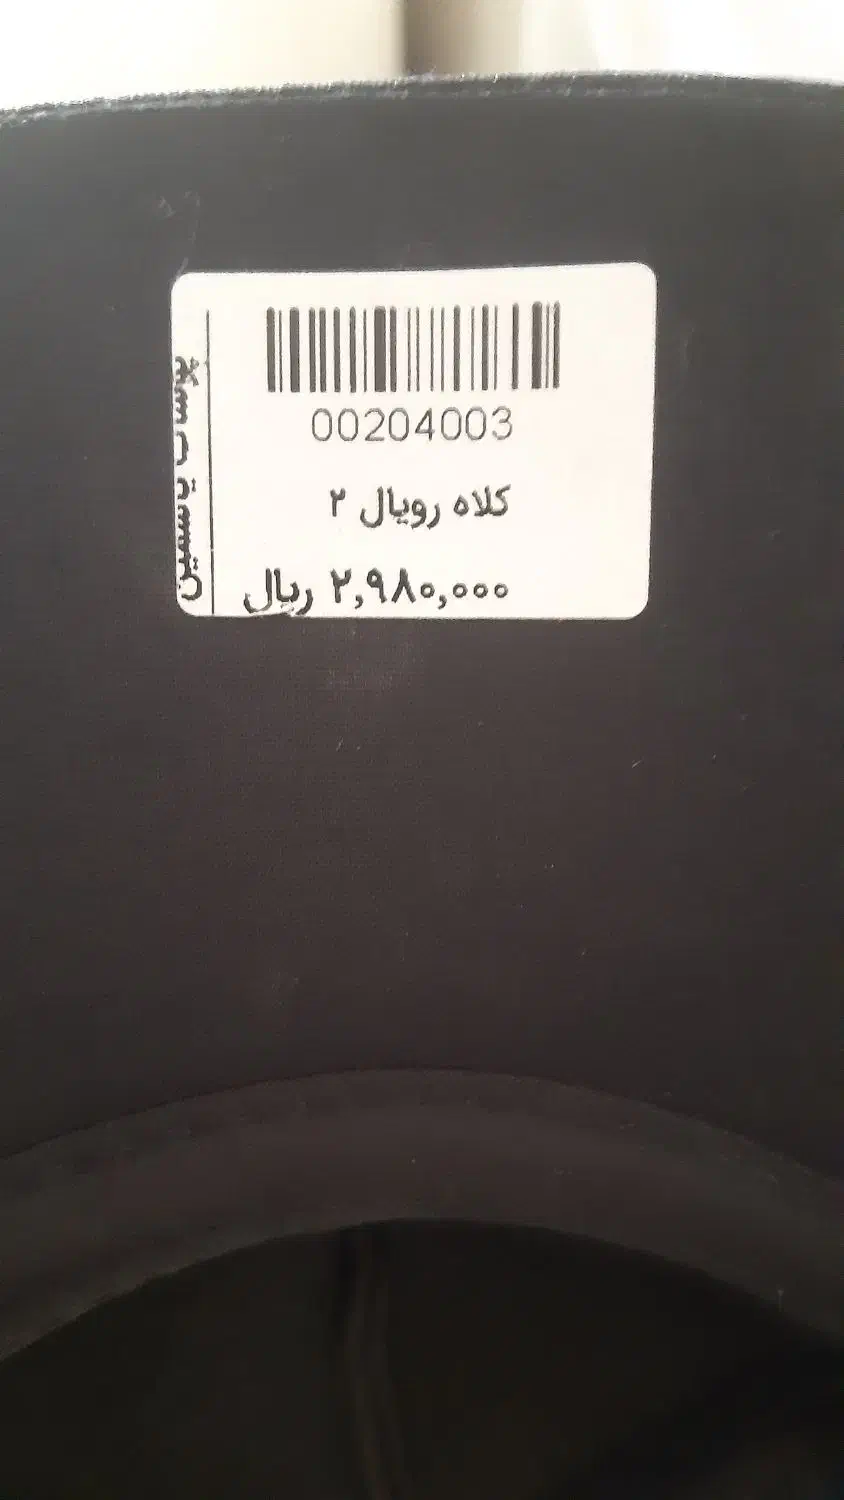 00204003
کلاه رویال ۲
۲,۹۸۰,۰۰۰ ریال